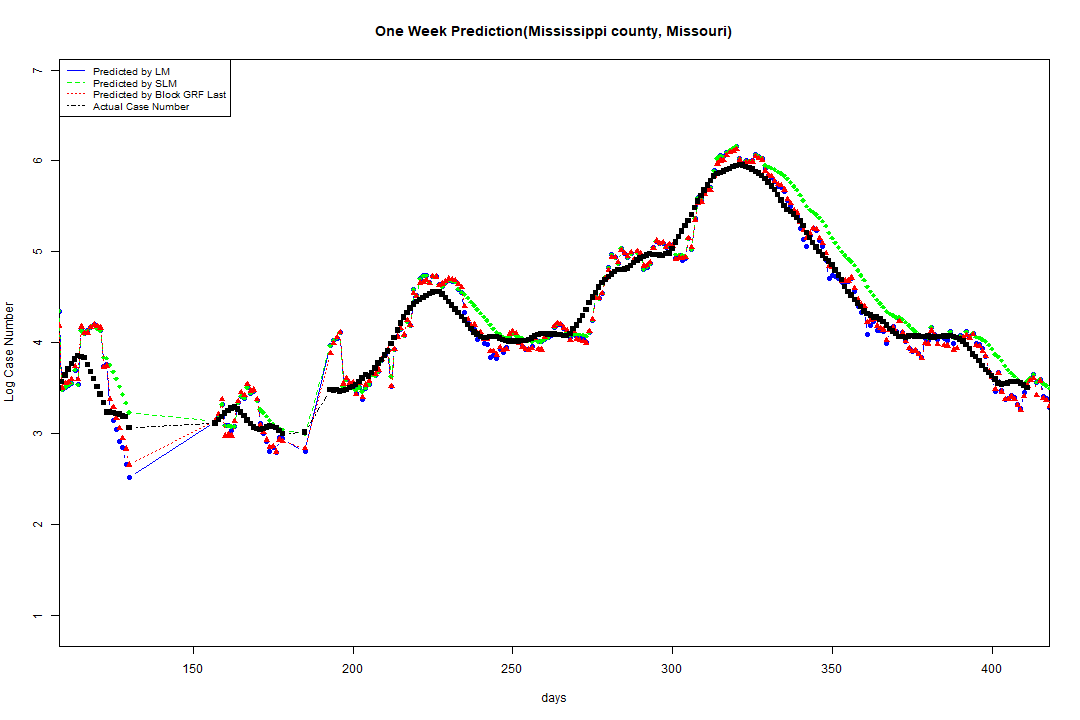 One Week Prediction(Mississippi county, Missouri)
Predicted by LM
Predicted by SLM
Predicted by Block GRF Last
Actual Case Number
7
6
5
4
3
2
1
Log Case Number
150 200 250 300 350 400
days